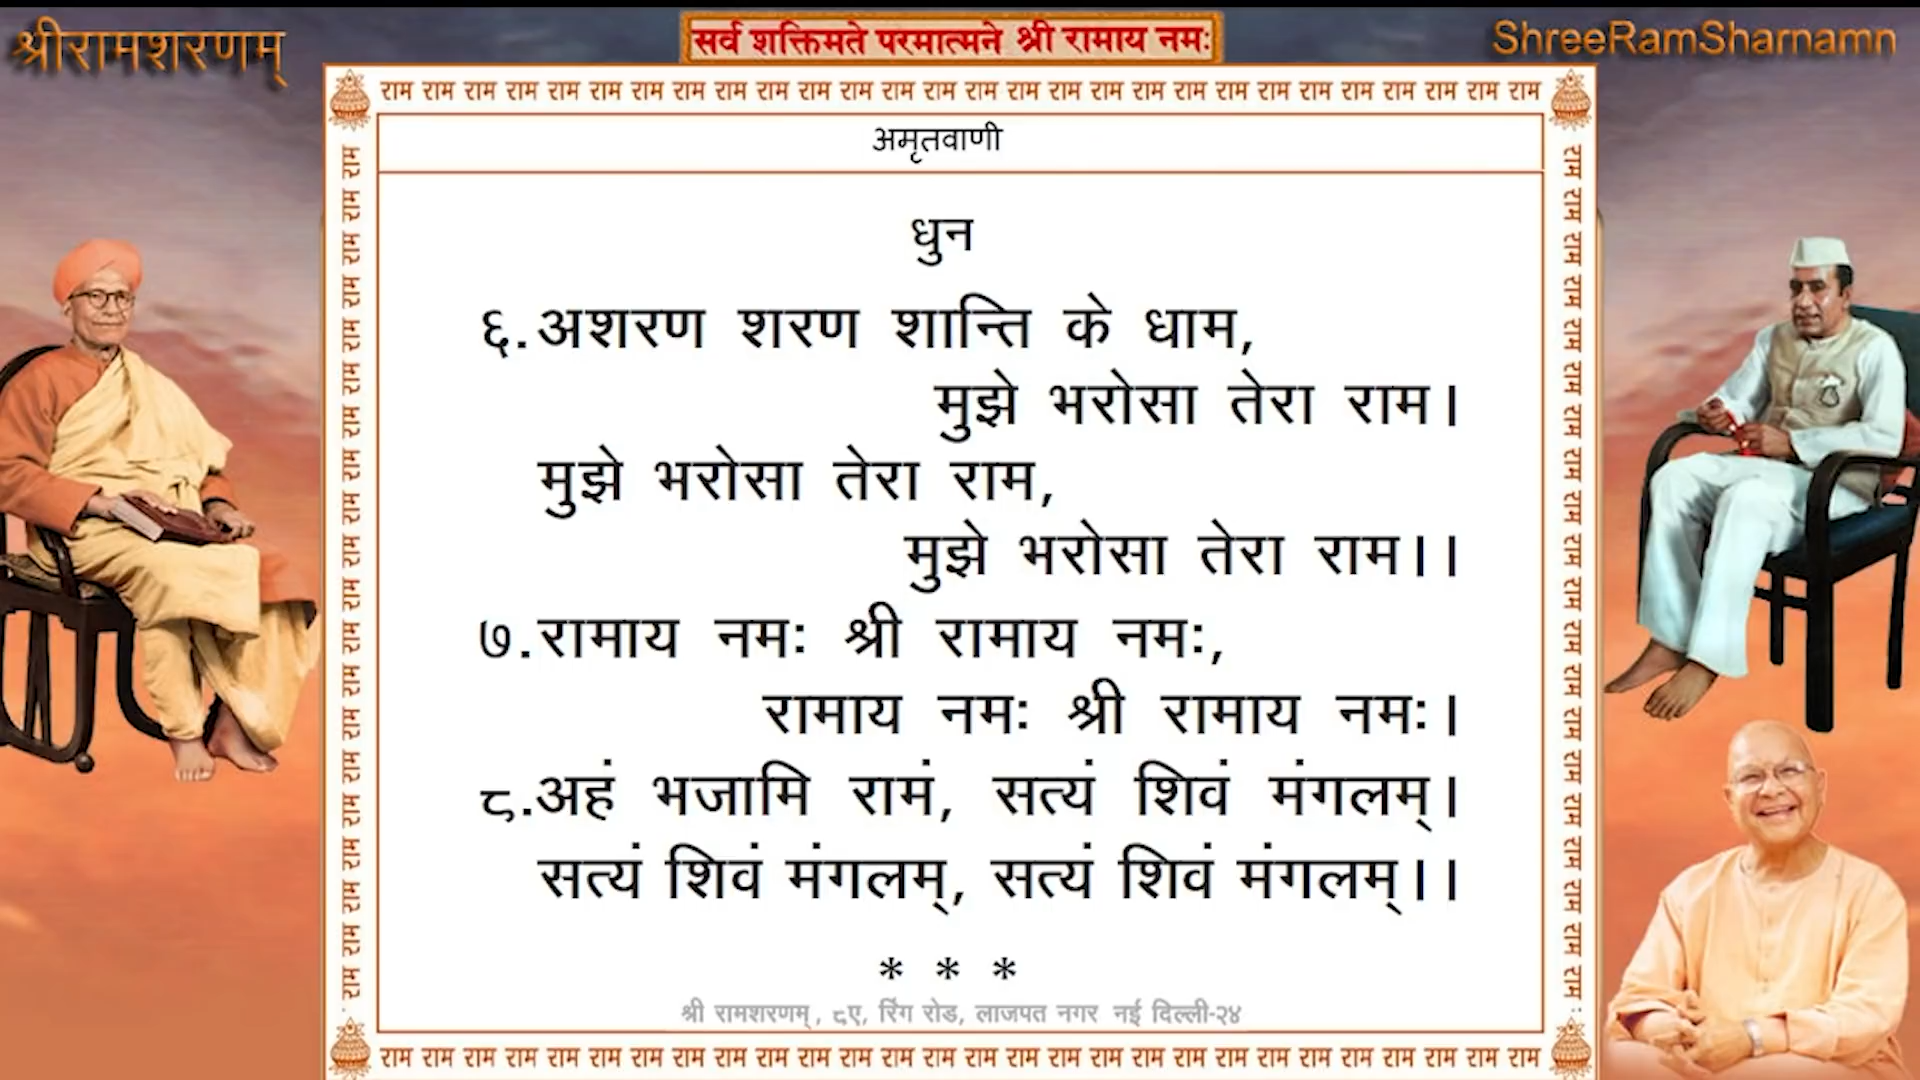 श्रीरामशरणम्
सर्व शक्तिमते परमात्मने श्री रामाय नमः
ShreeRamSharnamn
राम राम राम राम राम राम राम राम राम राम राम राम राम राम राम राम राम राम राम राम राम राम राम राम राम राम राम राम
अमृतवाणी
धुन
६.अशरण शरण शान्ति के धाम,
मुझे भरोसा तेरा राम।
मुझे भरोसा तेरा राम,
मुझे भरोसा तेरा राम।।
७.रामाय नमः श्री रामाय नमः,
रामाय नमः श्री रामाय नमः।
८.अहं भजामि रामं, सत्यं शिवं मंगलम्।
सत्यं शिवं मंगलम्, सत्यं शिवं मंगलम्।।
* * *
श्री रामशरणम्, ८ए, रिंग रोड, लाजपत नगर नई दिल्ली-२४
राम राम राम राम राम राम राम राम राम राम राम राम राम राम राम राम राम राम राम राम राम राम राम राम राम राम राम राम
राम राम राम राम राम राम राम राम राम राम राम राम राम राम राम राम राम राम राम राम
राम राम राम राम राम राम राम राम राम राम राम राम राम राम राम राम राम राम राम राम